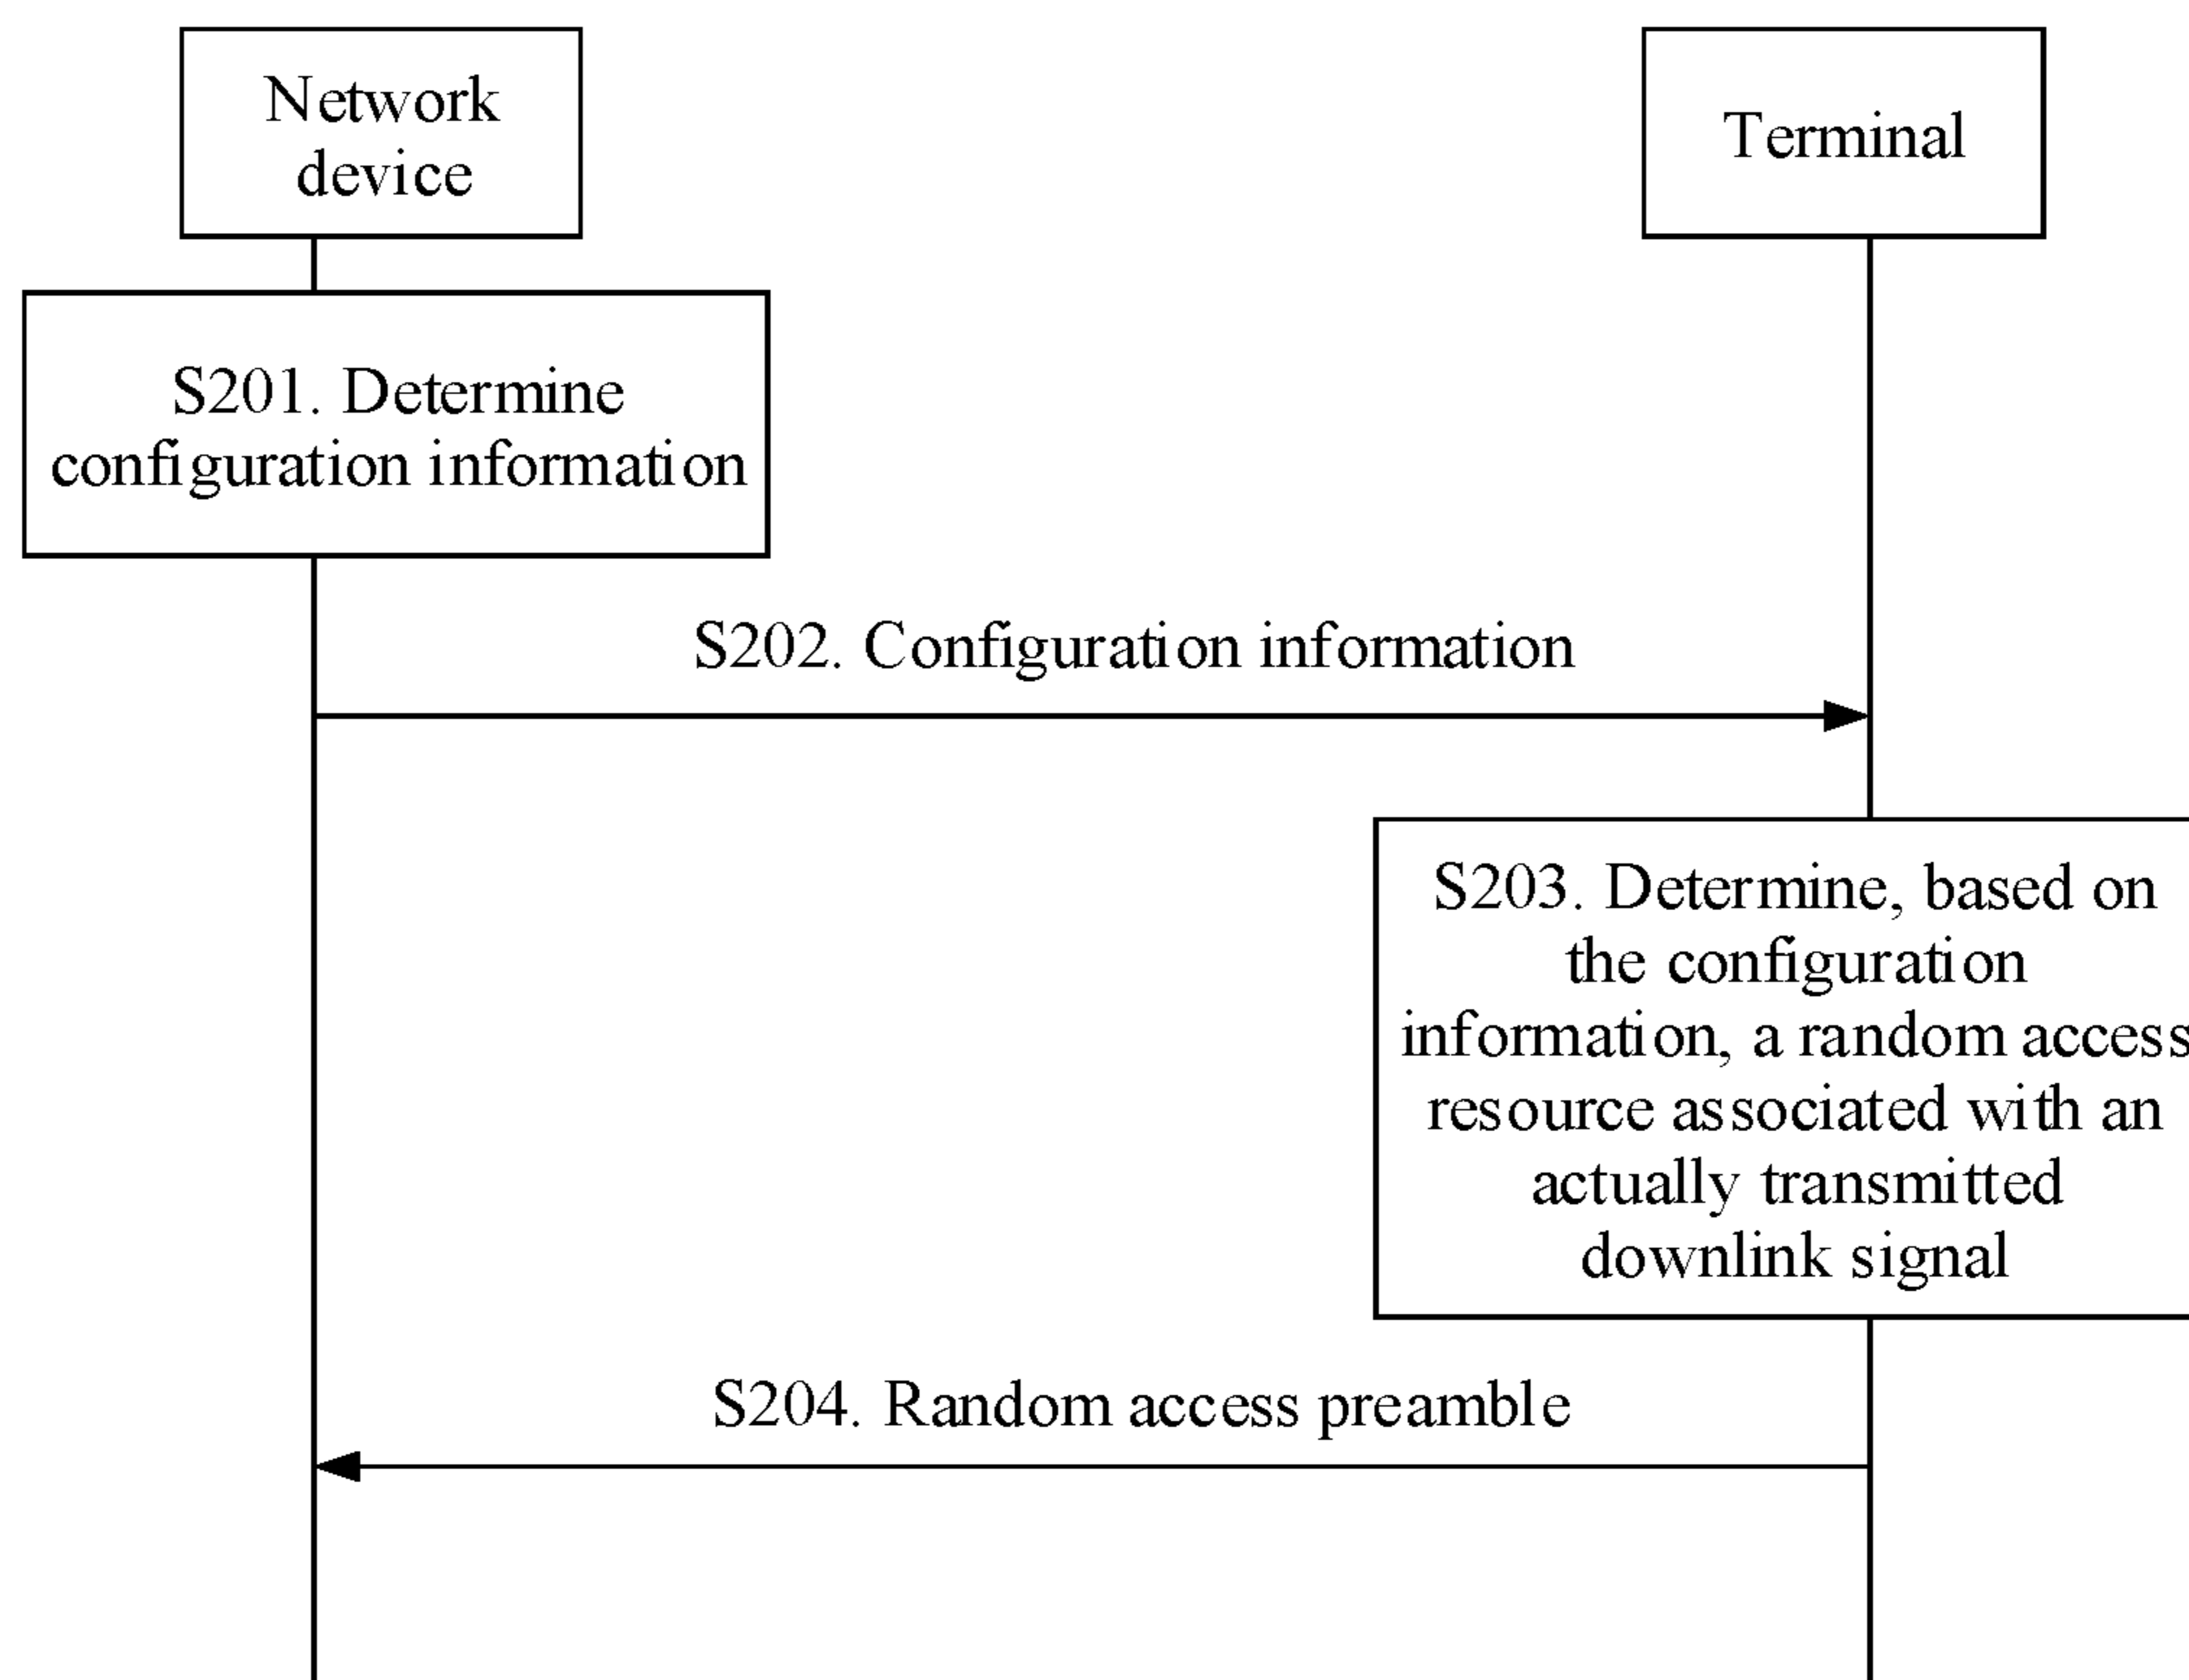 Network
device
Terminal
S201. Determine
configuration information
S202. Configuration information
S203. Determine, based on
the configuration
information, a random access
resource associated with an
actually transmitted
downlink signal
S204. Random access preamble